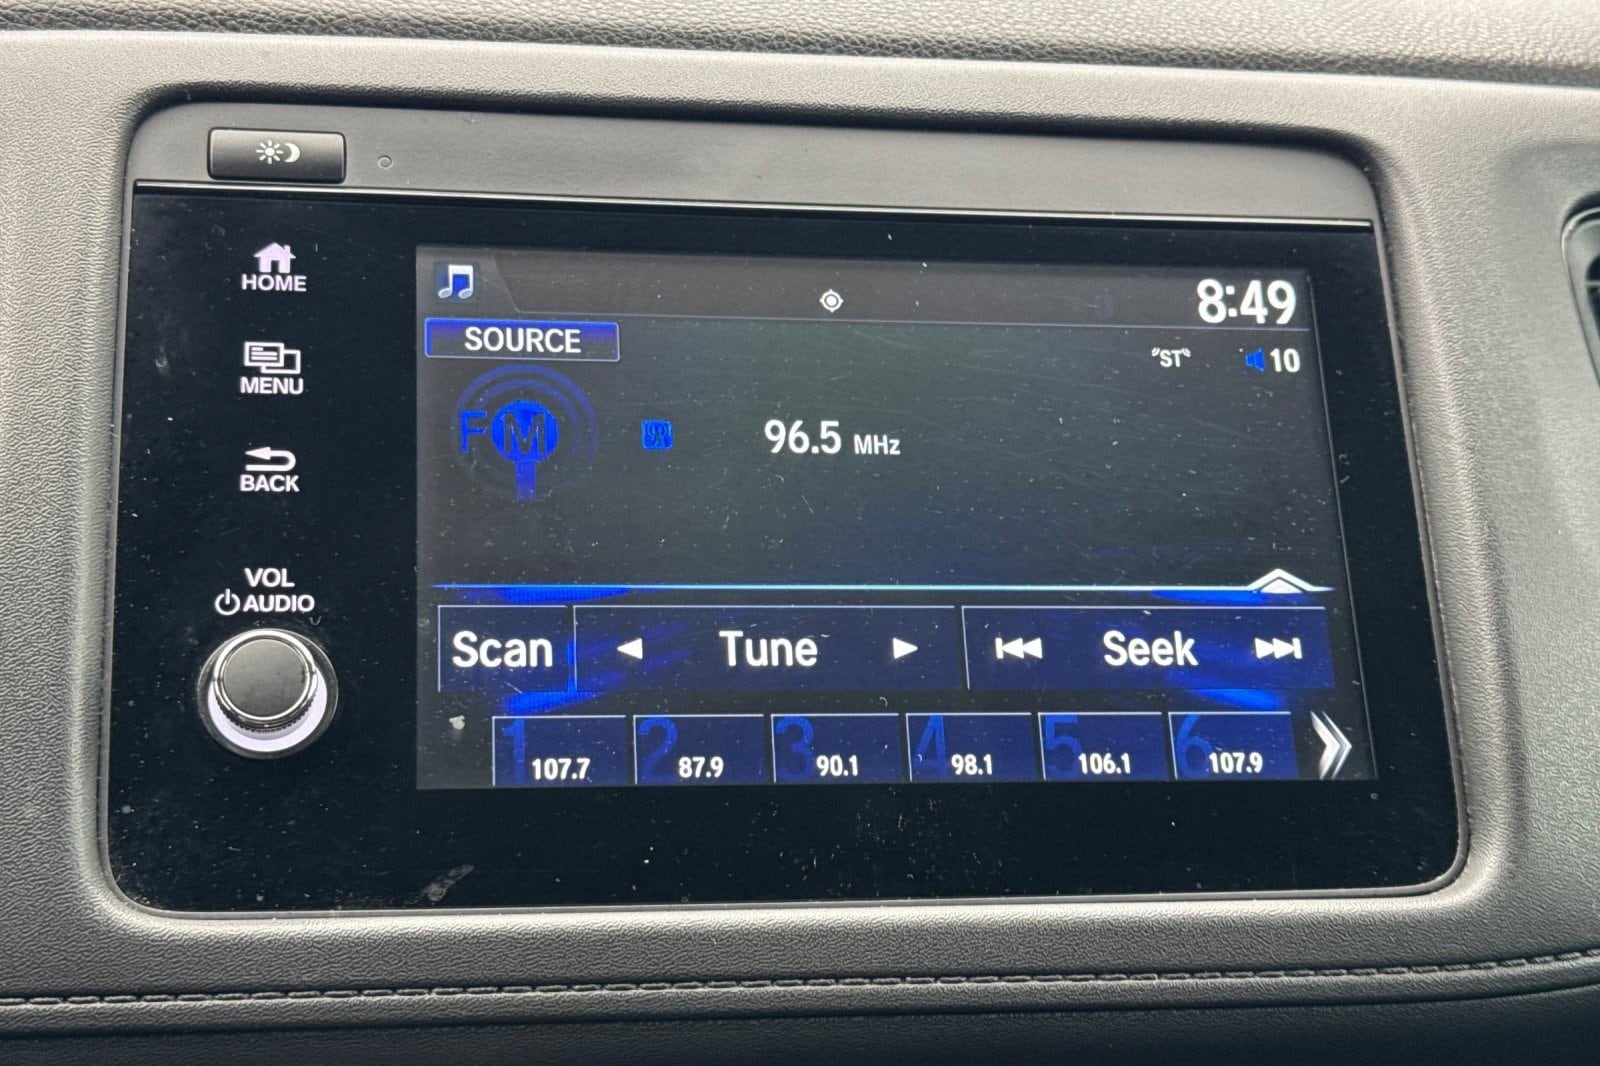 HOME
MENU
BACK
VOL
AUDIO
8:49
SOURCE
"ST"
10
FM
96.5 MHz
Scan
Tune
Seek
1 107.7
2 87.9
3 90.1
4 98.1
5 106.1
6 107.9